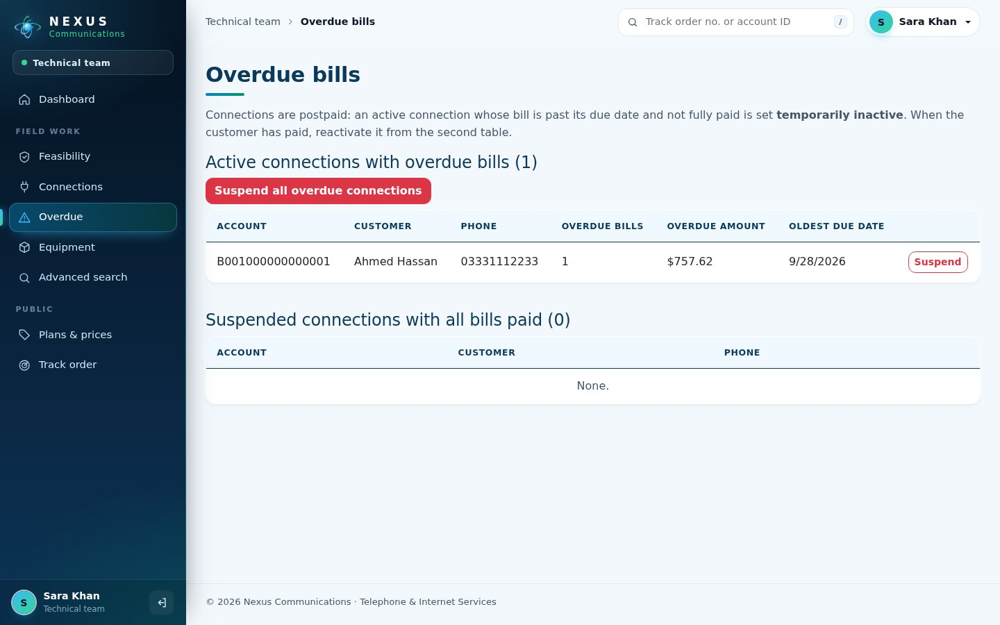 NEXUS
Communications
Technical team
Dashboard
FIELD WORK
Feasibility
Connections
Overdue
Equipment
Advanced search
PUBLIC
Plans & prices
Track order
S
Sara Khan
Technical team
Technical team > Overdue bills
Track order no. or account ID /
S Sara Khan
Overdue bills
Connections are postpaid: an active connection whose bill is past its due date and not fully paid is set temporarily inactive. When the
customer has paid, reactivate it from the second table.
Active connections with overdue bills (1)
Suspend all overdue connections
ACCOUNT CUSTOMER PHONE OVERDUE BILLS OVERDUE AMOUNT OLDEST DUE DATE
B001000000000001 Ahmed Hassan 03331112233 1 $757.62 9/28/2026 Suspend
Suspended connections with all bills paid (0)
ACCOUNT CUSTOMER PHONE
None.
© 2026 Nexus Communications · Telephone & Internet Services